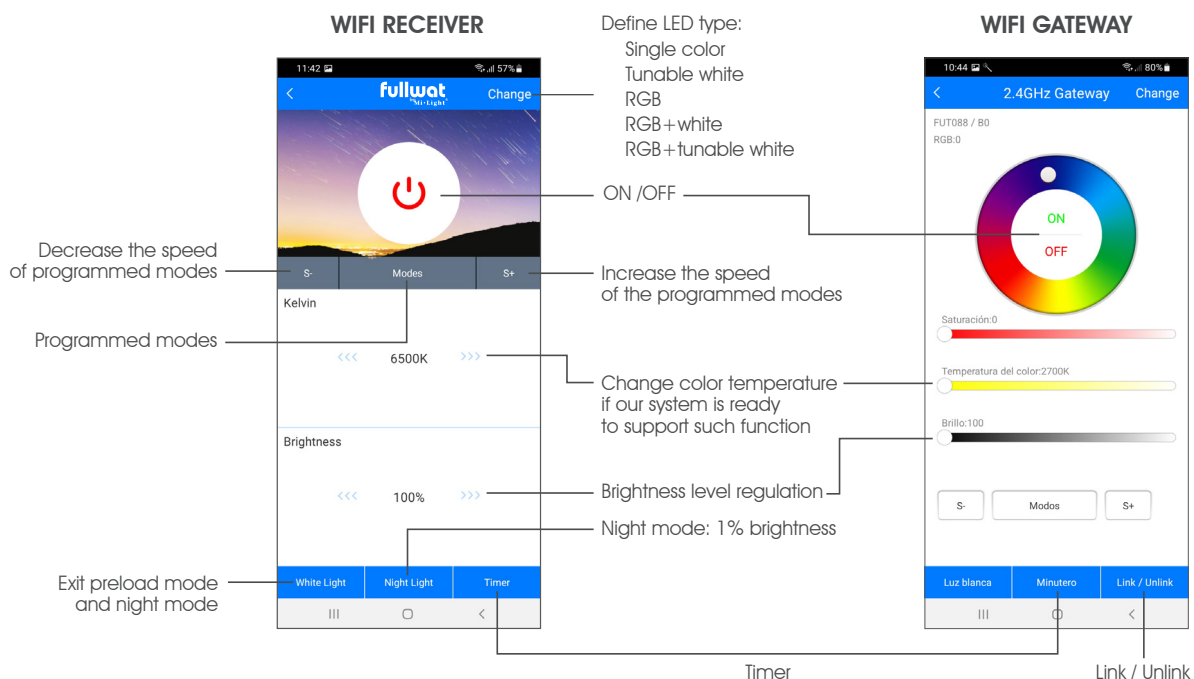 WIFI RECEIVER
Define LED type:
Single color
Tunable white
RGB
RGB+white
RGB+tunable white
WIFI GATEWAY
11:42
57%
fullwat
by Mi·Light
Change
10:44
80%
2.4GHz Gateway
Change
FUT088 / B0
RGB:0
ON /OFF
ON
OFF
Decrease the speed
of programmed modes
S-
Modes
S+
Increase the speed
of the programmed modes
Kelvin
Programmed modes
6500K
Saturación:0
Temperatura del color:2700K
Change color temperature
if our system is ready
to support such function
Brillo:100
Brightness
100%
Brightness level regulation
S-
Modos
S+
Night mode: 1% brightness
Exit preload mode
and night mode
White Light
Night Light
Timer
Luz blanca
Minutero
Link / Unlink
Timer
Link / Unlink